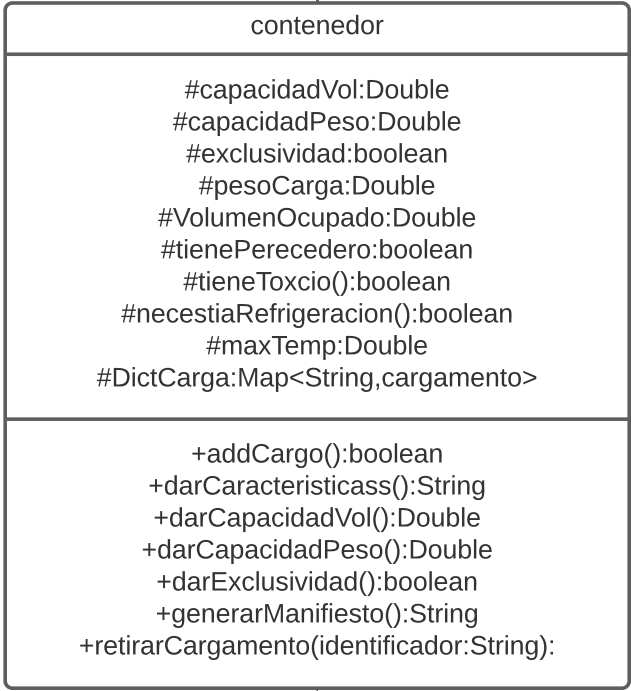 contenedor
#capacidadVol:Double
#capacidadPeso:Double
#exclusividad:boolean
#pesoCarga:Double
#VolumenOcupado:Double
#tienePerecedero:boolean
#tieneToxcio():boolean
#necestiaRefrigeracion():boolean
#maxTemp:Double
#DictCarga:Map<String,cargamento>
+addCargo():boolean
+darCaracteristicass():String
+darCapacidadVol():Double
+darCapacidadPeso():Double
+darExclusividad():boolean
+generarManifiesto():String
+retirarCargamento(identificador:String):